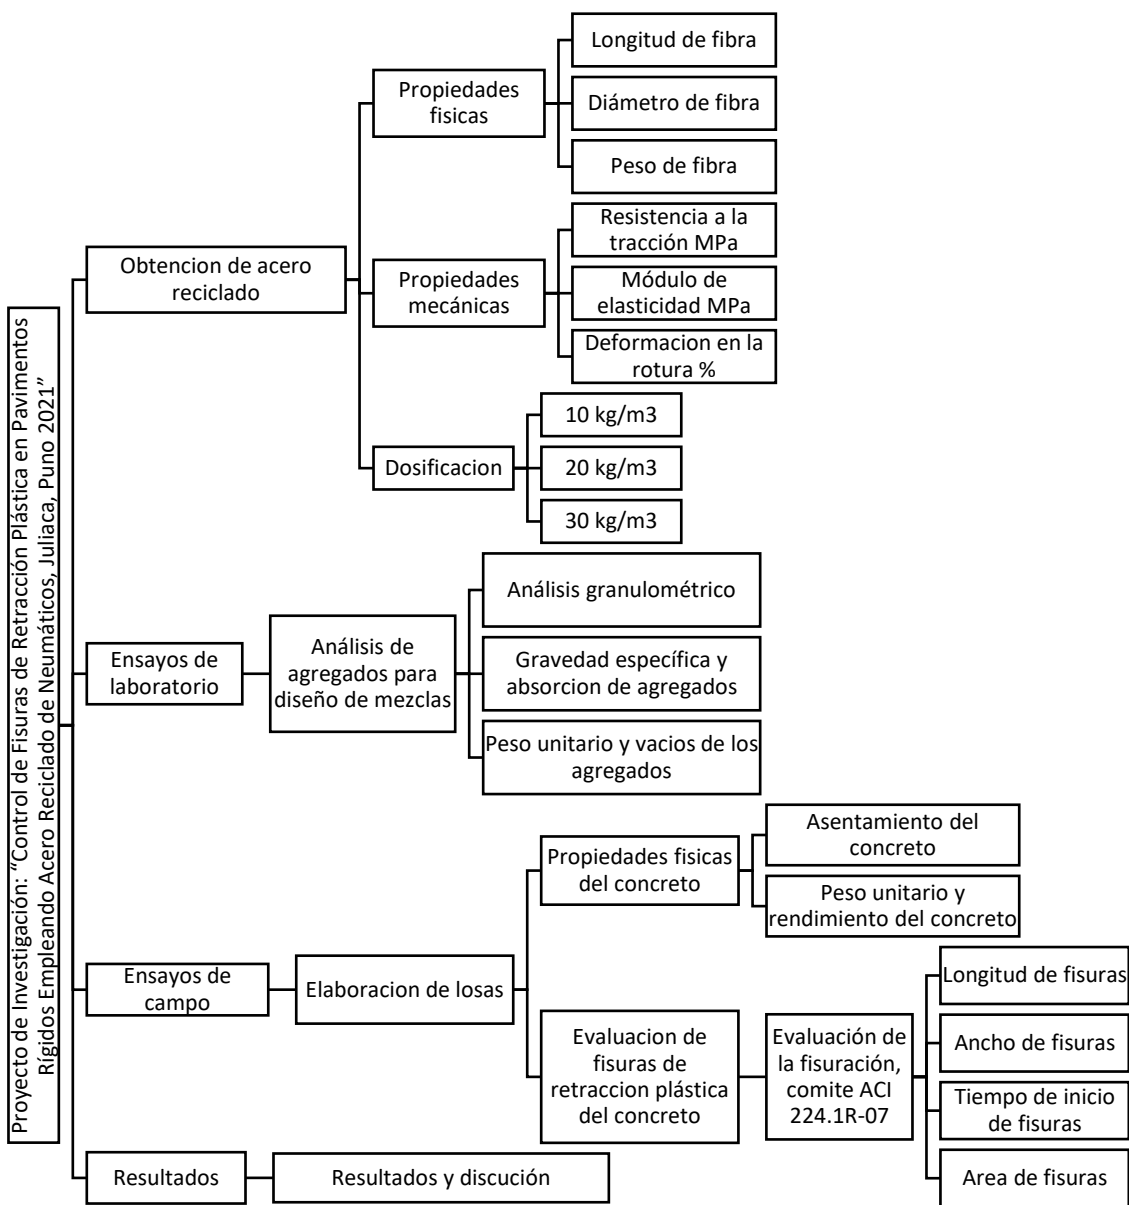 Proyecto de Investigación: “Control de Fisuras de Retracción Plástica en Pavimentos
Rígidos Empleando Acero Reciclado de Neumáticos, Juliaca, Puno 2021”
Obtencion de acero
reciclado
Propiedades
fisicas
Longitud de fibra
Diámetro de fibra
Peso de fibra
Propiedades
mecánicas
Resistencia a la
tracción MPa
Módulo de
elasticidad MPa
Deformacion en la
rotura %
Dosificacion
10 kg/m3
20 kg/m3
30 kg/m3
Ensayos de
laboratorio
Análisis de
agregados para
diseño de mezclas
Análisis granulométrico
Gravedad específica y
absorcion de agregados
Peso unitario y vacios de los
agregados
Ensayos de
campo
Elaboracion de losas
Propiedades fisicas
del concreto
Asentamiento del
concreto
Peso unitario y
rendimiento del concreto
Evaluacion de
fisuras de
retraccion plástica
del concreto
Evaluación de
la fisuración,
comite ACI
224.1R-07
Longitud de fisuras
Ancho de fisuras
Tiempo de inicio
de fisuras
Area de fisuras
Resultados
Resultados y discución